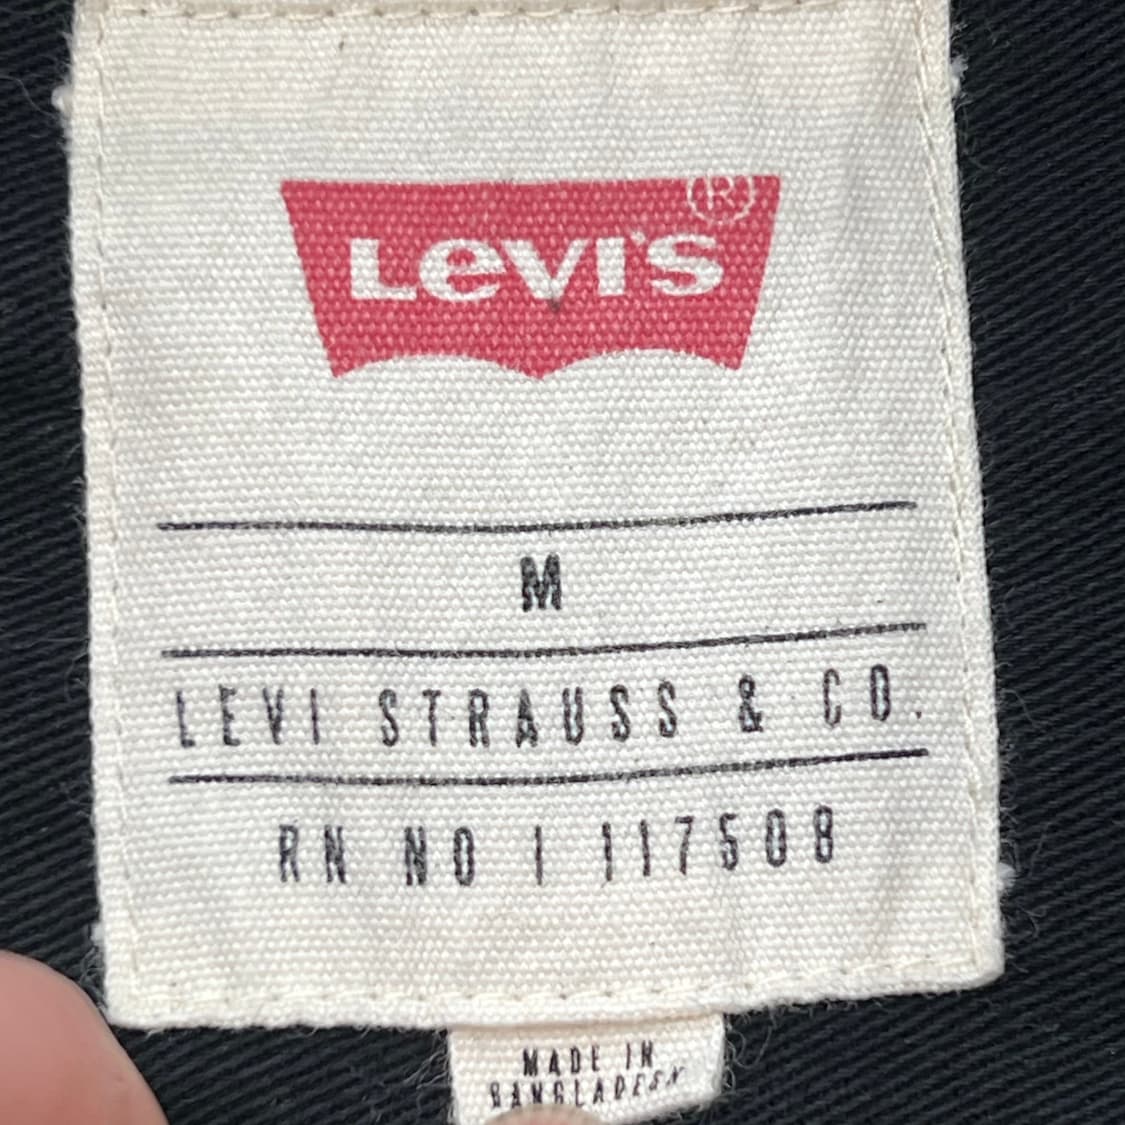 LEVI'S®
M
LEVI STRAUSS & CO.
RN NO | 117508
MADE IN
BANGLADESH